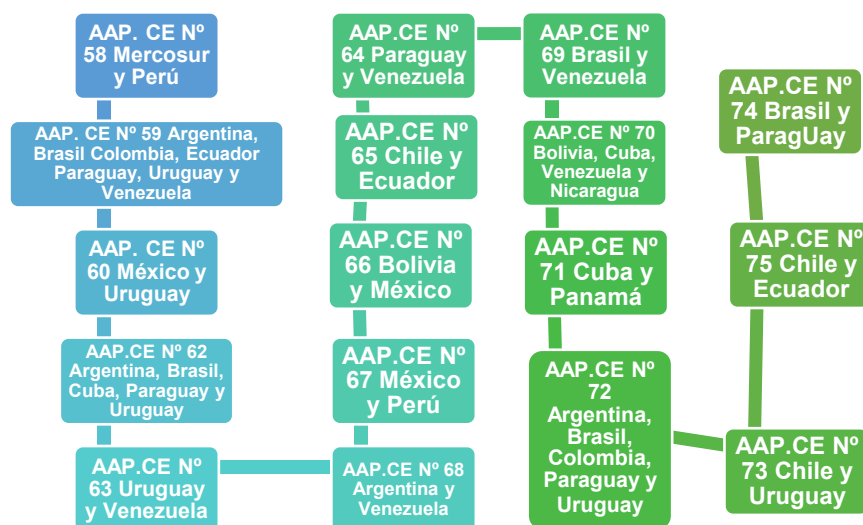 AAP. CE Nº
58 Mercosur
y Perú
AAP. CE Nº 59 Argentina,
Brasil Colombia, Ecuador
Paraguay, Uruguay y
Venezuela
AAP. CE Nº
60 México y
Uruguay
AAP.CE Nº 62
Argentina, Brasil,
Cuba, Paraguay y
Uruguay
AAP.CE Nº
63 Uruguay
y Venezuela
AAP.CE Nº 68
Argentina y
Venezuela
AAP.CE Nº
67 México
y Perú
AAP.CE Nº
66 Bolivia
y México
AAP.CE Nº
65 Chile y
Ecuador
AAP.CE Nº
64 Paraguay
y Venezuela
AAP.CE Nº
69 Brasil y
Venezuela
AAP.CE Nº 70
Bolivia, Cuba,
Venezuela y
Nicaragua
AAP.CE Nº
71 Cuba y
Panamá
AAP.CE Nº
72
Argentina,
Brasil,
Colombia,
Paraguay y
Uruguay
AAP.CE Nº
73 Chile y
Uruguay
AAP.CE Nº
75 Chile y
Ecuador
AAP.CE Nº
74 Brasil y
ParagUay